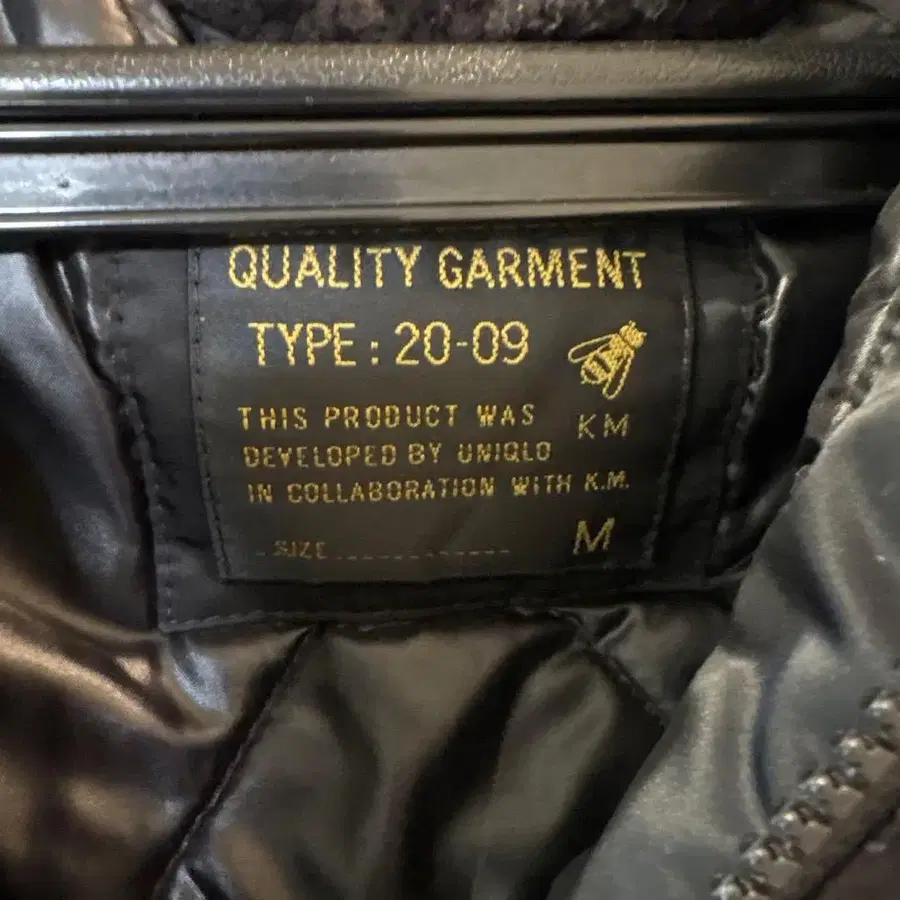 QUALITY GARMENT
TYPE : 20-09
THIS PRODUCT WAS
KM
DEVELOPED BY UNIQLO
IN COLLABORATION WITH K.M.
SIZE M